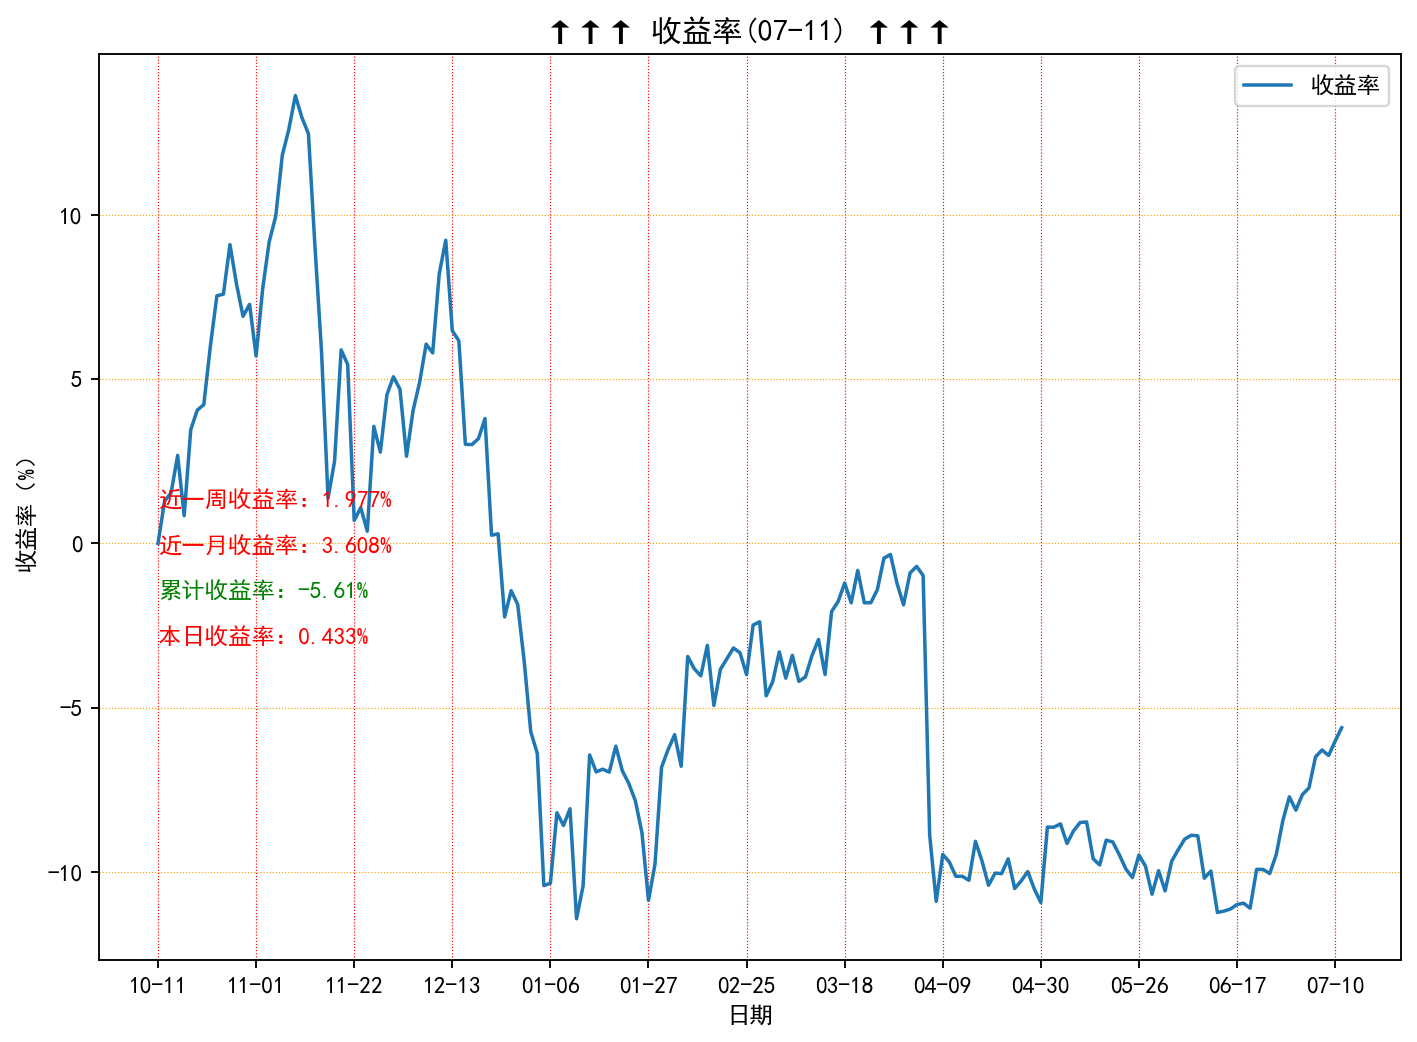 ↑↑↑ 收益率(07-11) ↑↑↑
收益率
10
5
0
-5
-10
收益率 (%)
近一周收益率: 1.977%
近一月收益率: 3.608%
累计收益率: -5.61%
本日收益率: 0.433%
10-11 11-01 11-22 12-13 01-06 01-27 02-25 03-18 04-09 04-30 05-26 06-17 07-10
日期